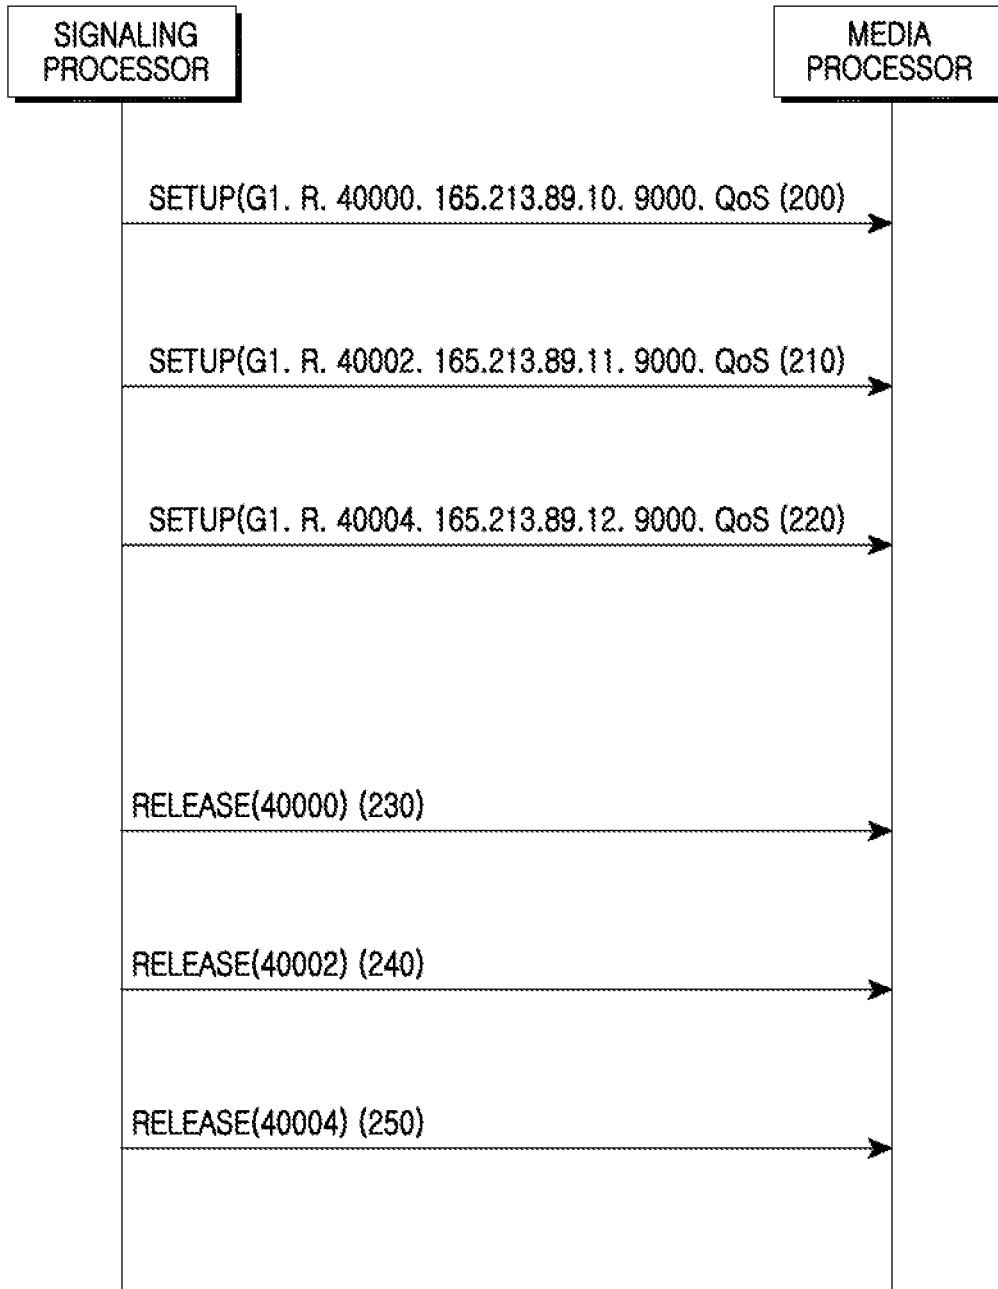 SIGNALING
PROCESSOR
MEDIA
PROCESSOR
SETUP(G1. R. 40000. 165.213.89.10. 9000. QoS (200)
SETUP(G1. R. 40002. 165.213.89.11. 9000. QoS (210)
SETUP(G1. R. 40004. 165.213.89.12. 9000. QoS (220)
RELEASE(40000) (230)
RELEASE(40002) (240)
RELEASE(40004) (250)